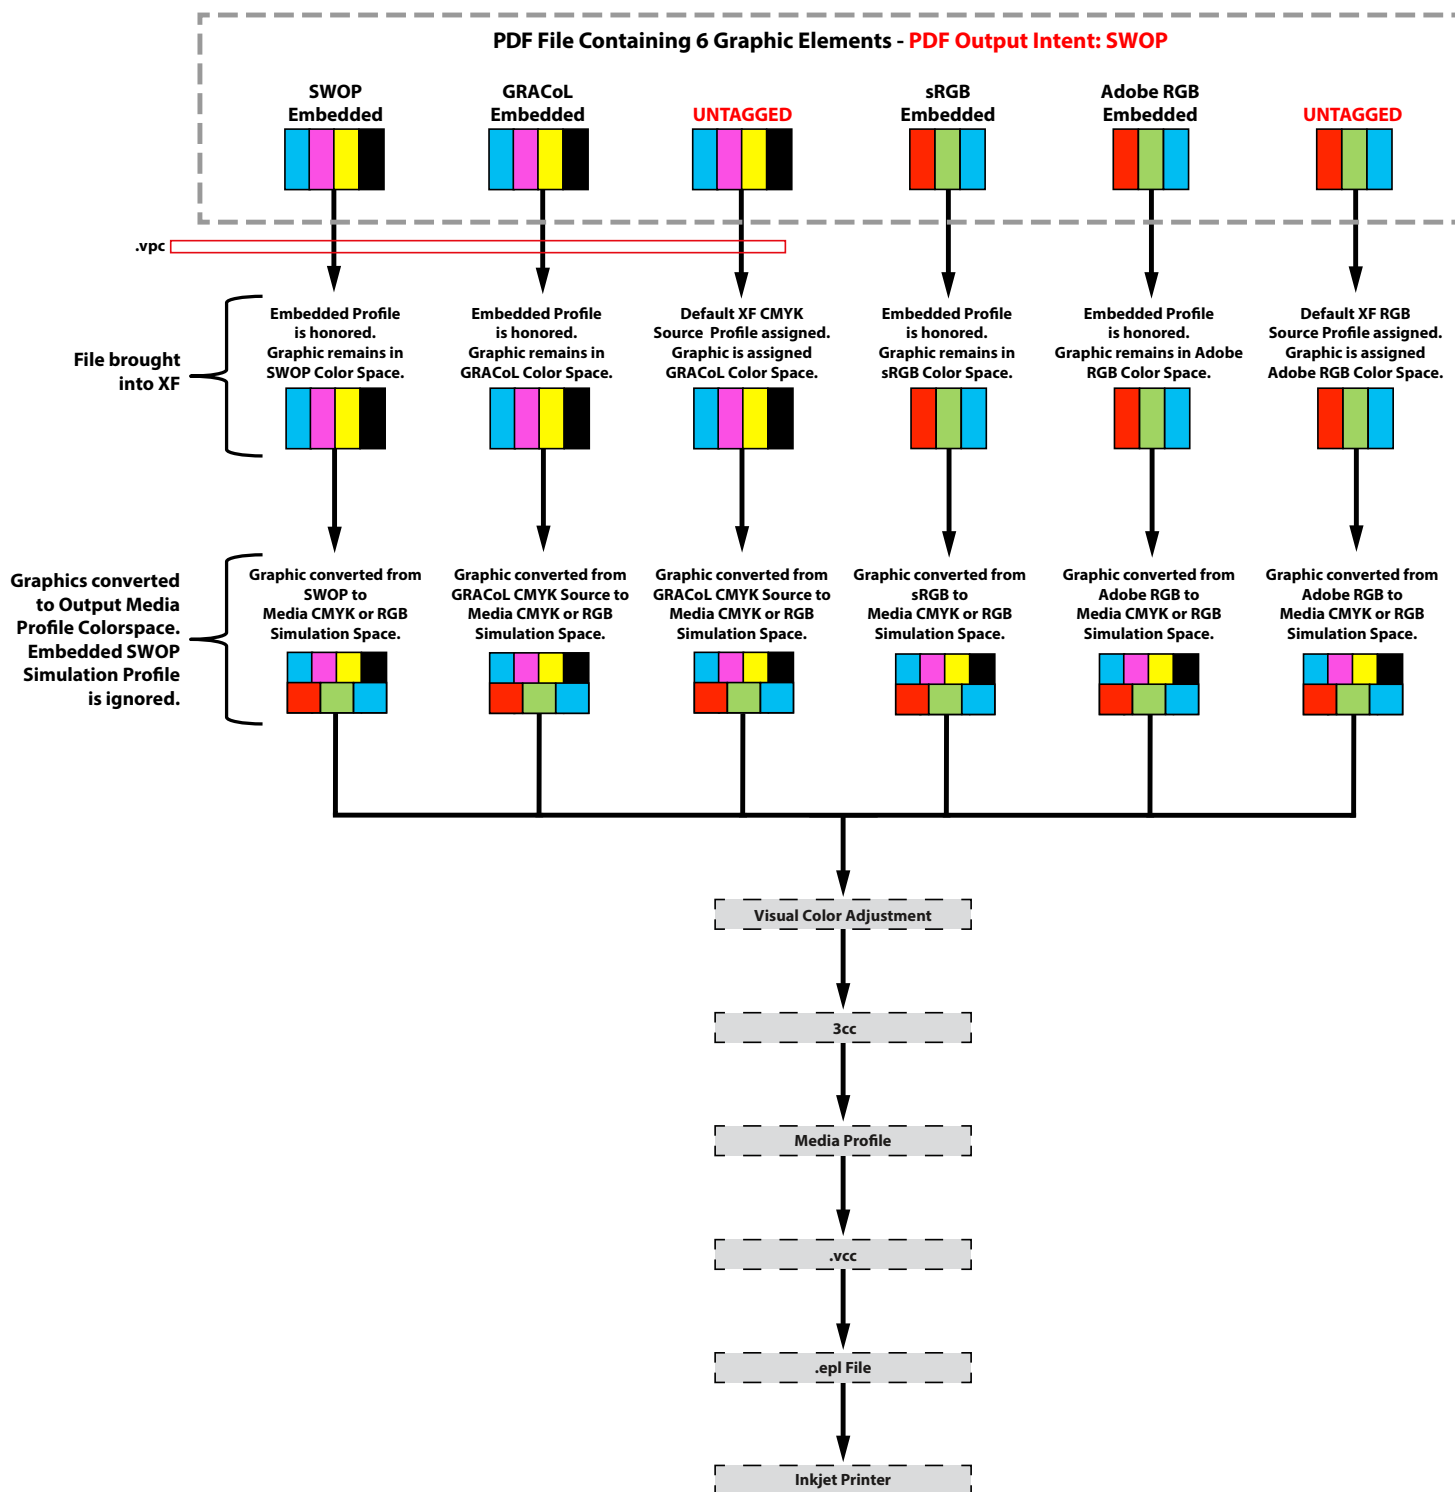 PDF File Containing 6 Graphic Elements - PDF Output Intent: SWOP
SWOP
Embedded
GRACoL
Embedded
UNTAGGED
sRGB
Embedded
Adobe RGB
Embedded
UNTAGGED
.vpc
File brought
into XF
Embedded Profile
is honored.
Graphic remains in
SWOP Color Space.
Embedded Profile
is honored.
Graphic remains in
GRACoL Color Space.
Default XF CMYK
Source Profile assigned.
Graphic is assigned
GRACoL Color Space.
Embedded Profile
is honored.
Graphic remains in
sRGB Color Space.
Embedded Profile
is honored.
Graphic remains in Adobe
RGB Color Space.
Default XF RGB
Source Profile assigned.
Graphic is assigned
Adobe RGB Color Space.
Graphics converted
to Output Media
Profile Colorspace.
Embedded SWOP
Simulation Profile
is ignored.
Graphic converted from
SWOP to
Media CMYK or RGB
Simulation Space.
Graphic converted from
GRACoL CMYK Source to
Media CMYK or RGB
Simulation Space.
Graphic converted from
GRACoL CMYK Source to
Media CMYK or RGB
Simulation Space.
Graphic converted from
sRGB to
Media CMYK or RGB
Simulation Space.
Graphic converted from
Adobe RGB to
Media CMYK or RGB
Simulation Space.
Graphic converted from
Adobe RGB to
Media CMYK or RGB
Simulation Space.
Visual Color Adjustment
3cc
Media Profile
.vcc
.epl File
Inkjet Printer